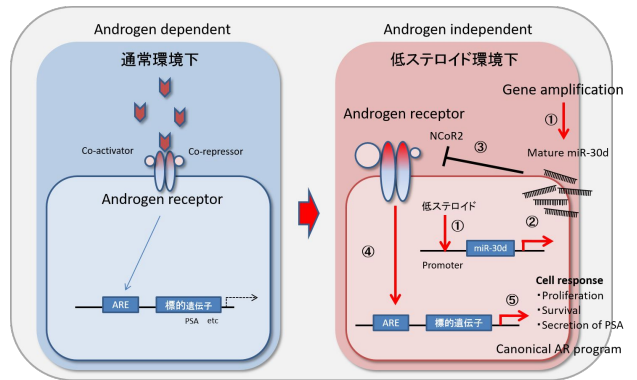 Androgen dependent
通常環境下
Co-activator
Co-repressor
Androgen receptor
ARE
標的遺伝子
PSA etc
Androgen independent
低ステロイド環境下
Gene amplification
①
Androgen receptor
NCoR2
③
Mature miR-30d
低ステロイド
①
②
miR-30d
Promoter
④
Cell response
・Proliferation
・Survival
・Secretion of PSA
⑤
ARE
標的遺伝子
Canonical AR program